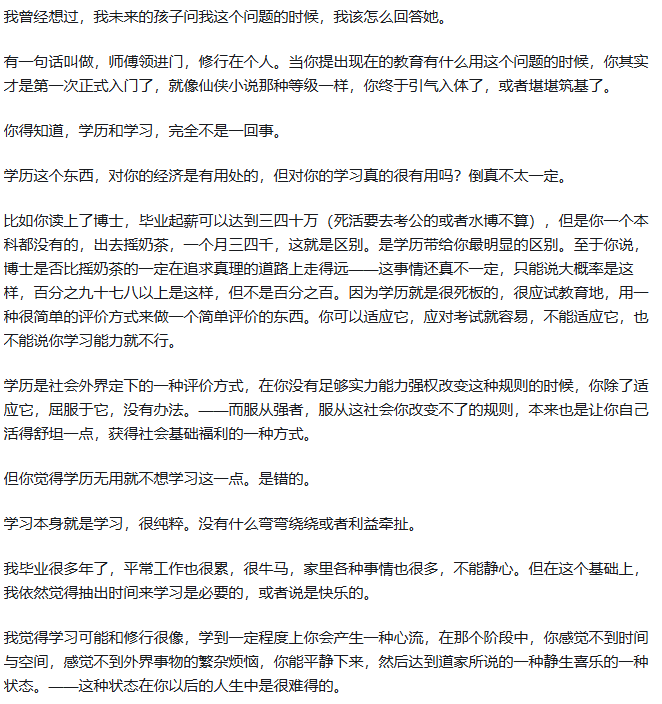 我曾经想过，我未来的孩子问我这个问题的时候，我该怎么回答她。
有一句话叫做，师傅领进门，修行在个人。当你提出现在的教育有什么用这个问题的时候，你其实
才是第一次正式入门了，就像仙侠小说那种等级一样，你终于引气入体了，或者堪堪筑基了。
你得知道，学历和学习，完全不是一回事。
学历这个东西，对你的经济是有用处的，但对你的学习真的很有用吗？倒真不太一定。
比如你读上了博士，毕业起薪可以达到三四十万（死活要去考公的或者水博不算），但是你一个本
科都没有的，出去摇奶茶，一个月三四千，这就是区别。是学历带给你最明显的区别。至于你说，
博士是否比摇奶茶的一定在追求真理的道路上走得远——这事情还真不一定，只能说大概率是这
样，百分之九十七八以上是这样，但不是百分之百。因为学历就是很死板的，很应试教育地，用一
种很简单的评价方式来做一个简单评价的东西。你可以适应它，应对考试就容易，不能适应它，也
不能说你学习能力就不行。
学历是社会外界定下的一种评价方式，在你没有足够实力能力强权改变这种规则的时候，你除了适
应它，屈服于它，没有办法。——而服从强者，服从这社会你改变不了的规则，本来也是让你自己
活得舒坦一点，获得社会基础福利的一种方式。
但你觉得学历无用就不想学习这一点。是错的。
学习本身就是学习，很纯粹。没有什么弯弯绕绕或者利益牵扯。
我毕业很多年了，平常工作也很累，很牛马，家里各种事情也很多，不能静心。但在这个基础上，
我依然觉得抽出时间来学习是必要的，或者说是快乐的。
我觉得学习可能和修行很像，学到一定程度上你会产生一种心流，在那个阶段中，你感觉不到时间
与空间，感觉不到外界事物的繁杂烦恼，你能平静下来，然后达到道家所说的一种静生喜乐的一种
状态。——这种状态在你以后的人生中是很难得的。